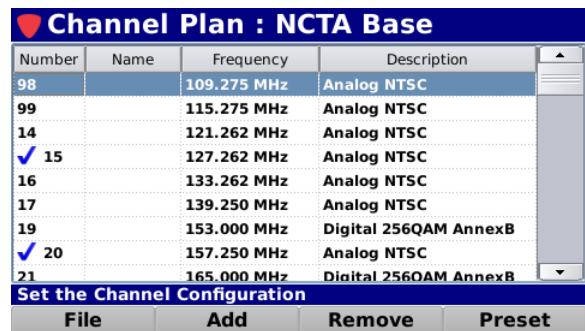 Channel Plan : NCTA Base
Number Name Frequency Description
98 109.275 MHz Analog NTSC
99 115.275 MHz Analog NTSC
14 121.262 MHz Analog NTSC
15 127.262 MHz Analog NTSC
16 133.262 MHz Analog NTSC
17 139.250 MHz Analog NTSC
19 153.000 MHz Digital 256QAM AnnexB
20 157.250 MHz Analog NTSC
21 165.000 MHz Digital 256QAM AnnexB
Set the Channel Configuration
File Add Remove Preset